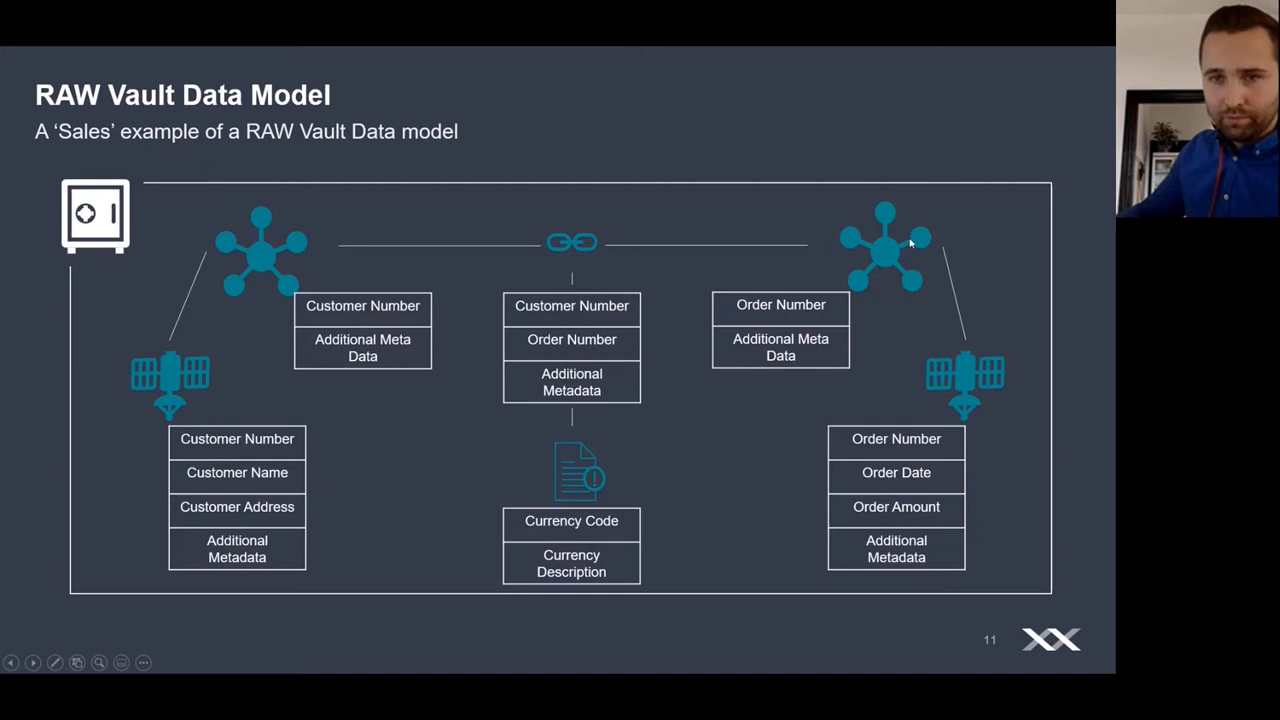 RAW Vault Data Model
A ‘Sales’ example of a RAW Vault Data model
Customer Number
Additional Meta
Data
Customer Number
Order Number
Additional
Metadata
Order Number
Additional Meta
Data
Customer Number
Customer Name
Customer Address
Additional
Metadata
Currency Code
Currency
Description
Order Number
Order Date
Order Amount
Additional
Metadata
11